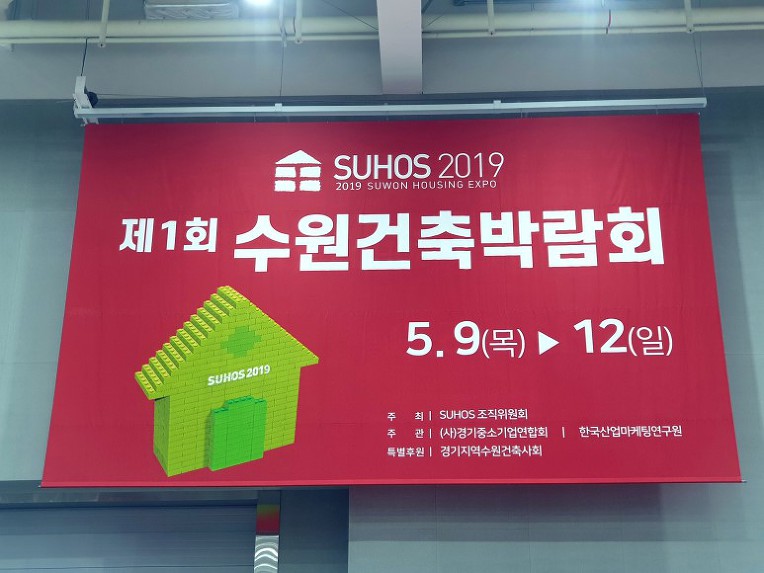 SUHOS 2019
2019 SUWON HOUSING EXPO
제1회 수원건축박람회
5. 9(목) ▶ 12(일)
SUHOS 2019
주 최 | SUHOS 조직위원회
주 관 | (사)경기중소기업연합회 | 한국산업마케팅연구원
특별후원 | 경기지역수원건축사회